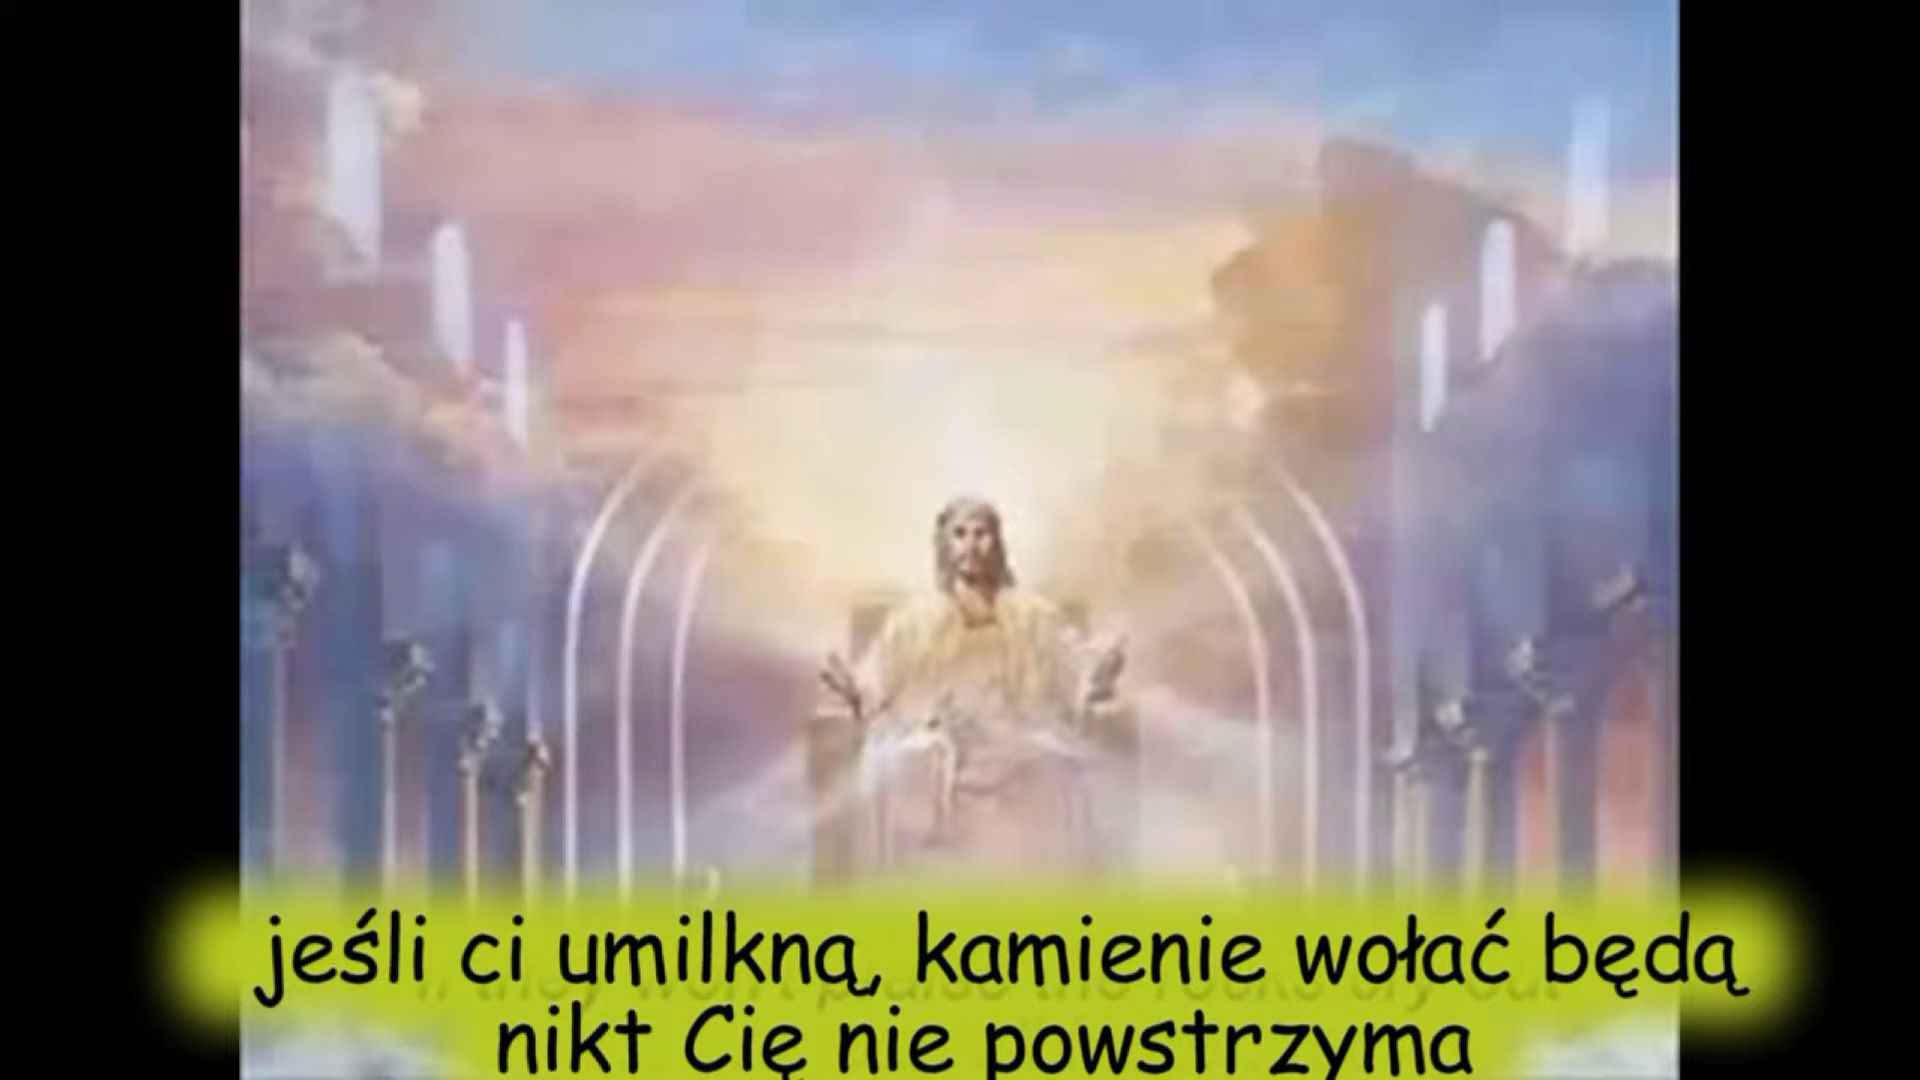 jeśli ci umilkną, kamienie wołać będą
nikt Cię nie powstrzyma